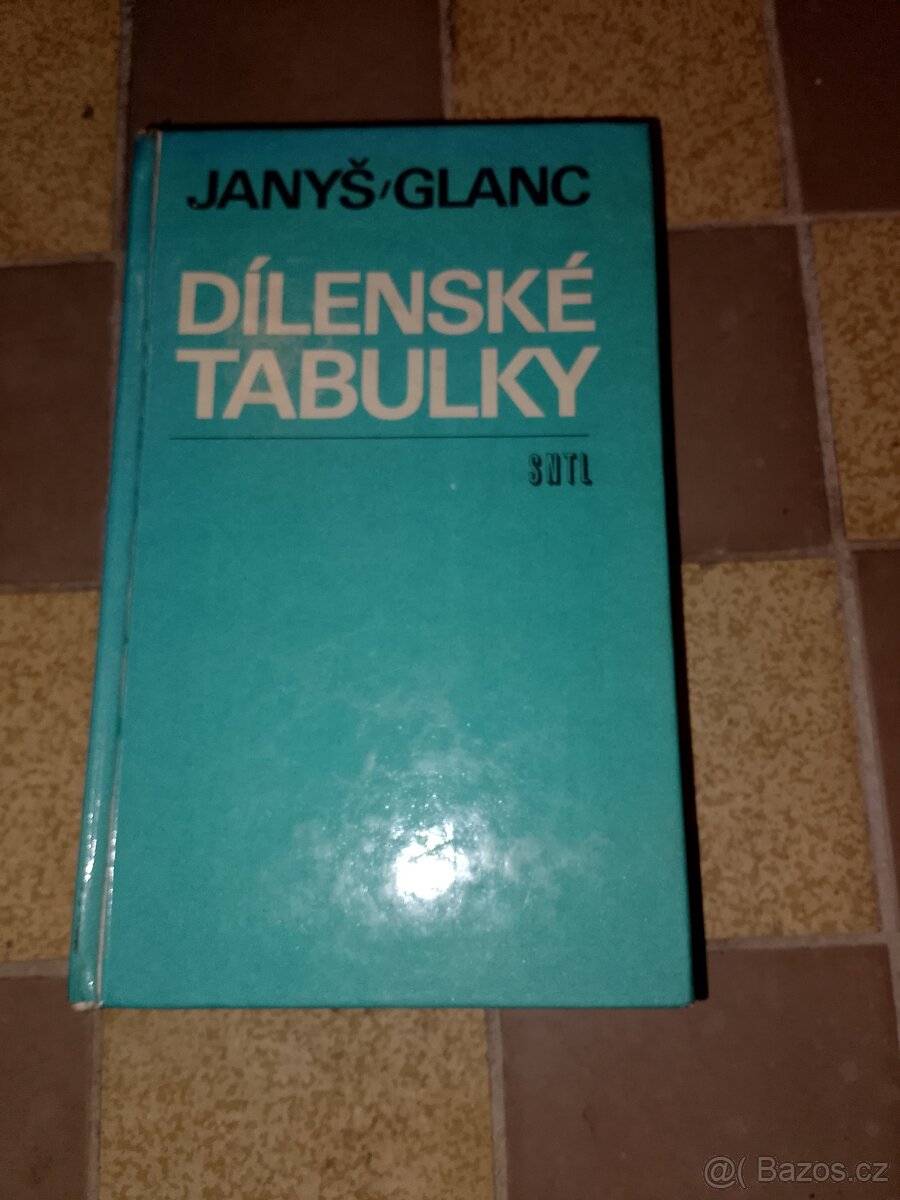 JANYŠ/GLANC
DÍLENSKÉ
TABULKY
SNTL
@( Bazos.cz